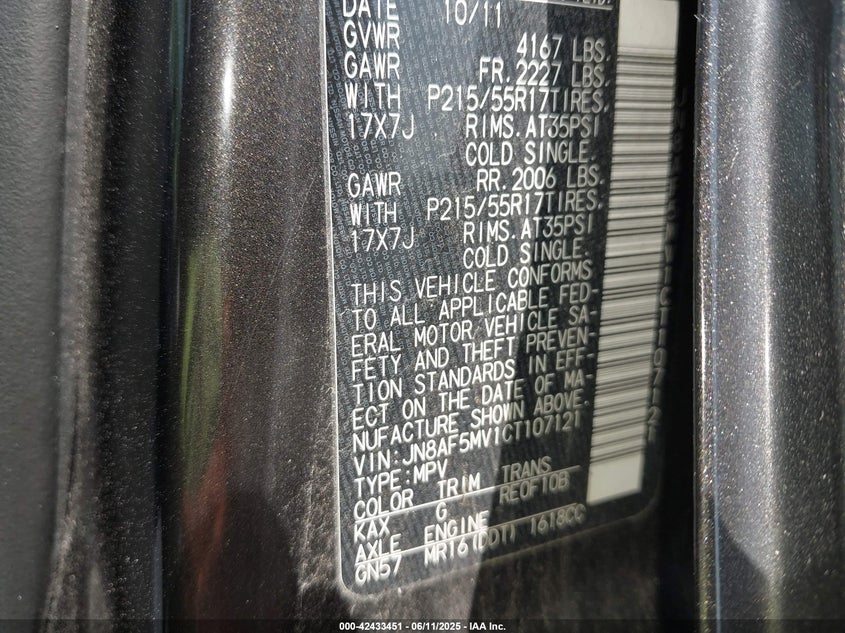 DATE 10/11
GVWR 4167 LBS.
GAWR FR. 2227 LBS.
WITH P215/55R17TIRES.
17X7J RIMS.AT35PSI
COLD SINGLE.
GAWR RR. 2006 LBS.
WITH P215/55R17TIRES.
17X7J RIMS.AT35PSI
COLD SINGLE.
THIS VEHICLE CONFORMS
TO ALL APPLICABLE FED-
ERAL MOTOR VEHICLE SA-
FETY AND THEFT PREVEN-
TION STANDARDS IN EFF-
ECT ON THE DATE OF MA-
NUFACTURE SHOWN ABOVE.
VIN:JN8AF5MV1CT107121
TYPE:MPV
COLOR TRIM TRANS
KAX G RE0F10B
AXLE ENGINE
GN57 MR16(DDT) 1618CC
000-42433451 - 06/11/2025 - IAA Inc.